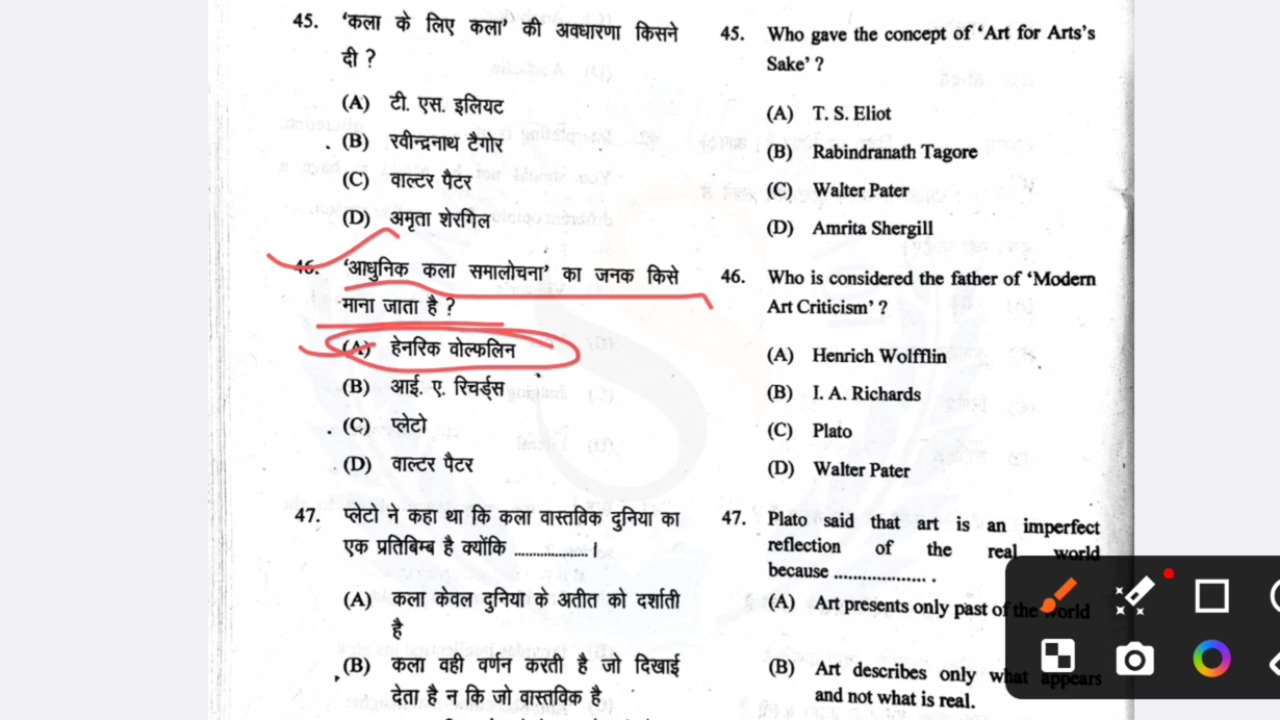 45. ‘कला के लिए कला’ की अवधारणा किसने
दी ?
(A) टी. एस. इलियट
(B) रवीन्द्रनाथ टैगोर
(C) वाल्टर पैटर
(D) अमृता शेरगिल
46. ‘आधुनिक कला समालोचना’ का जनक किसे
माना जाता है ?
(A) हेनरिक वोल्फलिन
(B) आई. ए. रिचर्ड्स
(C) प्लेटो
(D) वाल्टर पैटर
47. प्लेटो ने कहा था कि कला वास्तविक दुनिया का
एक प्रतिबिम्ब है क्योंकि ................... ।
(A) कला केवल दुनिया के अतीत को दर्शाती
है
(B) कला वही वर्णन करती है जो दिखाई
देता है न कि जो वास्तविक है
45. Who gave the concept of ‘Art for Arts’s
Sake’ ?
(A) T. S. Eliot
(B) Rabindranath Tagore
(C) Walter Pater
(D) Amrita Shergill
46. Who is considered the father of ‘Modern
Art Criticism’ ?
(A) Henrich Wolfflin
(B) I. A. Richards
(C) Plato
(D) Walter Pater
47. Plato said that art is an imperfect
reflection of the real world
because .................... .
(A) Art presents only past of the world
(B) Art describes only what appears
and not what is real.